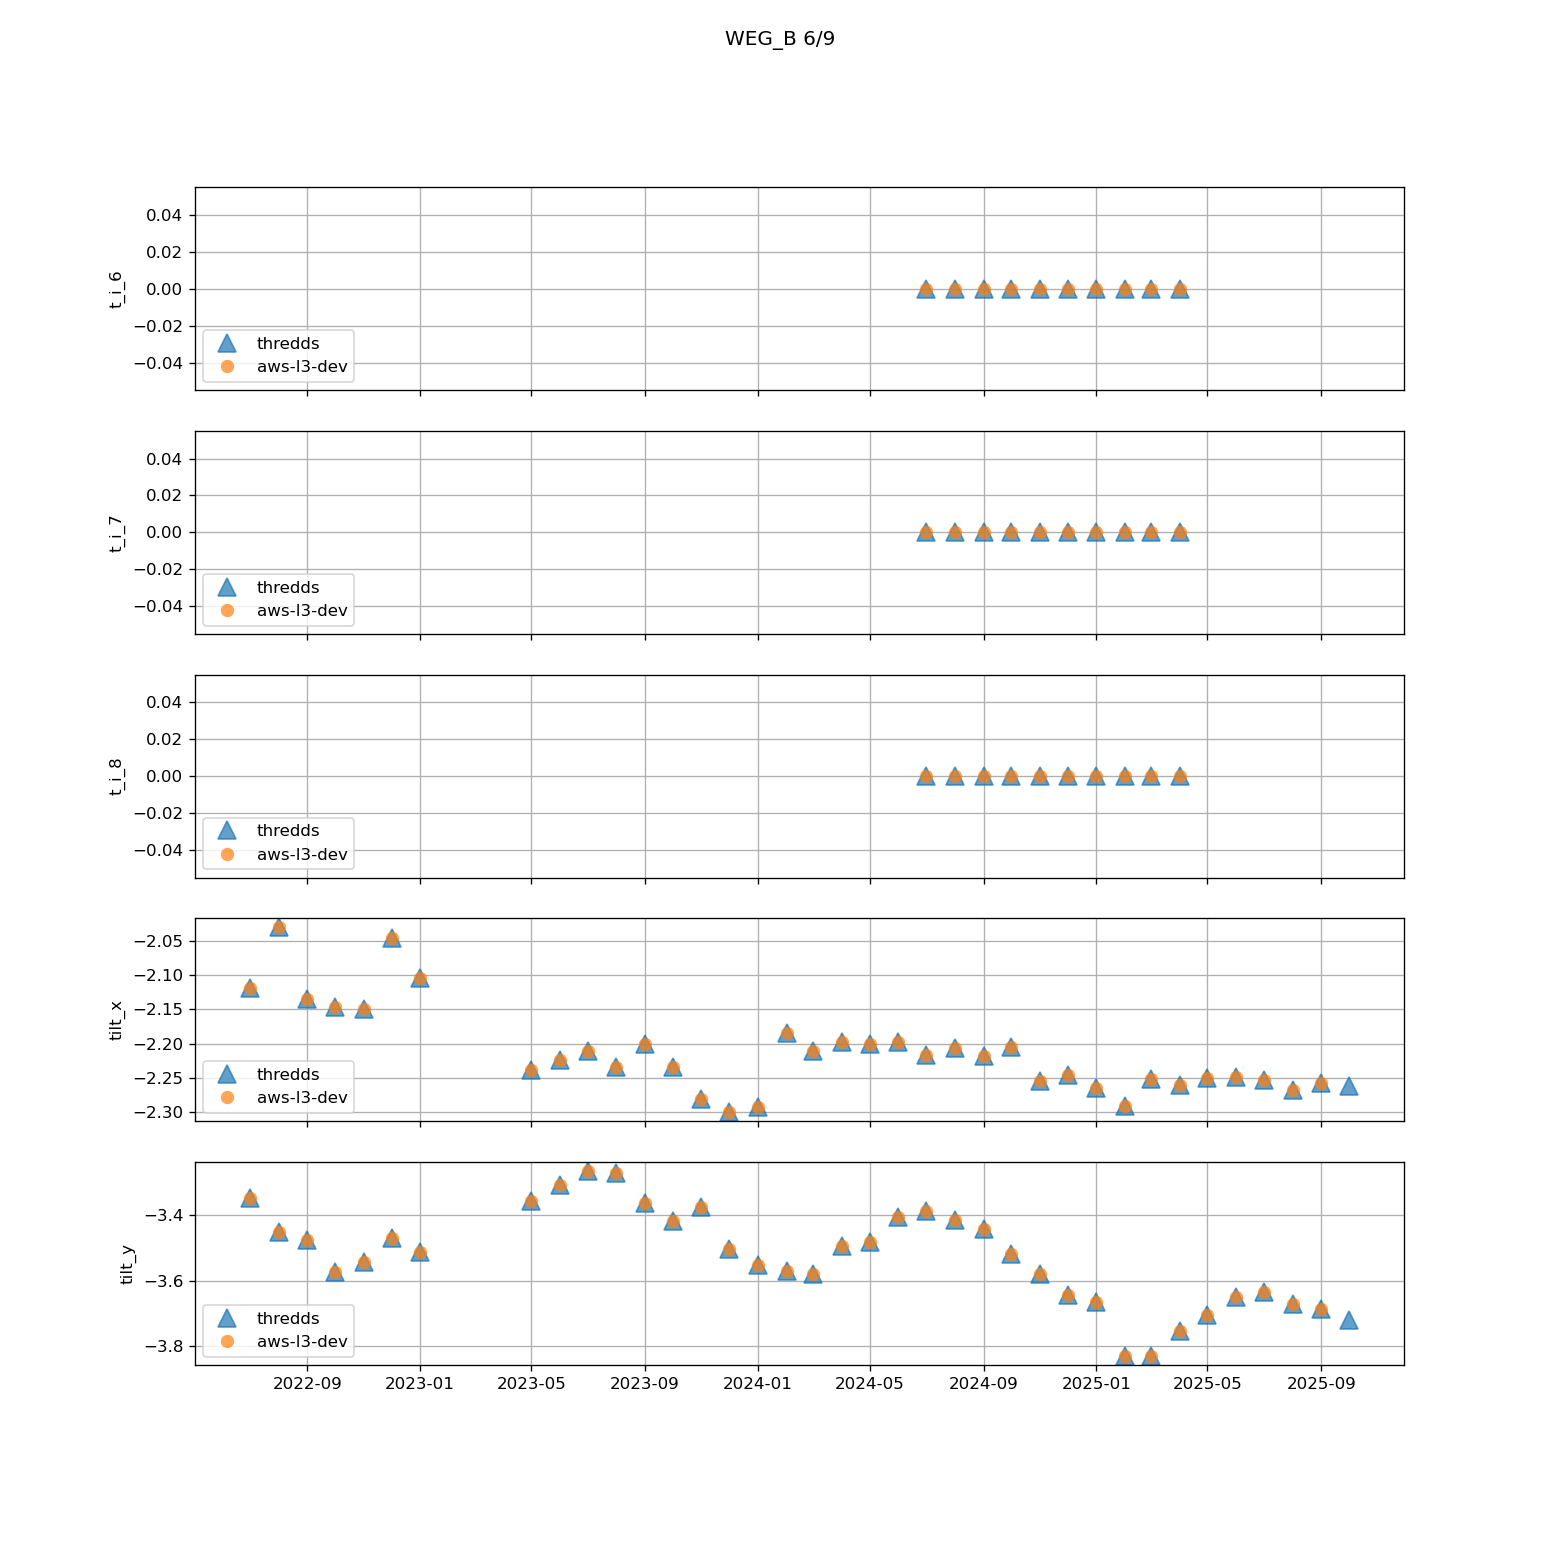 WEG_B 6/9
t_i_6
0.04
0.02
0.00
−0.02
−0.04
thredds
aws-l3-dev
t_i_7
0.04
0.02
0.00
−0.02
−0.04
thredds
aws-l3-dev
t_i_8
0.04
0.02
0.00
−0.02
−0.04
thredds
aws-l3-dev
tilt_x
−2.05
−2.10
−2.15
−2.20
−2.25
−2.30
thredds
aws-l3-dev
tilt_y
−3.4
−3.6
−3.8
thredds
aws-l3-dev
2022-09 2023-01 2023-05 2023-09 2024-01 2024-05 2024-09 2025-01 2025-05 2025-09